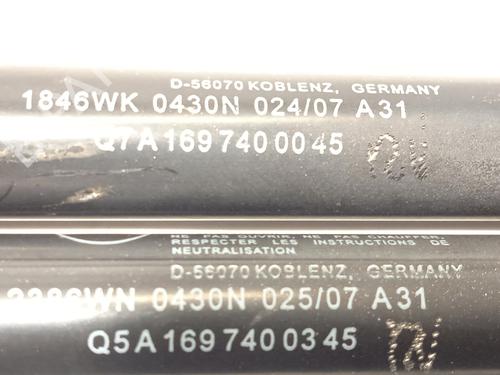 D-56070 KOBLENZ, GERMANY
1846WK 0430N 024/07 A31
Q7A 169 740 00 45
NE PAS OUVRIR, NE PAS CHAUFFER,
RESPECTER LES INSTRUCTIONS DE
NEUTRALISATION
D-56070 KOBLENZ, GERMANY
0430N 025/07 A31
Q5A 169 740 03 45